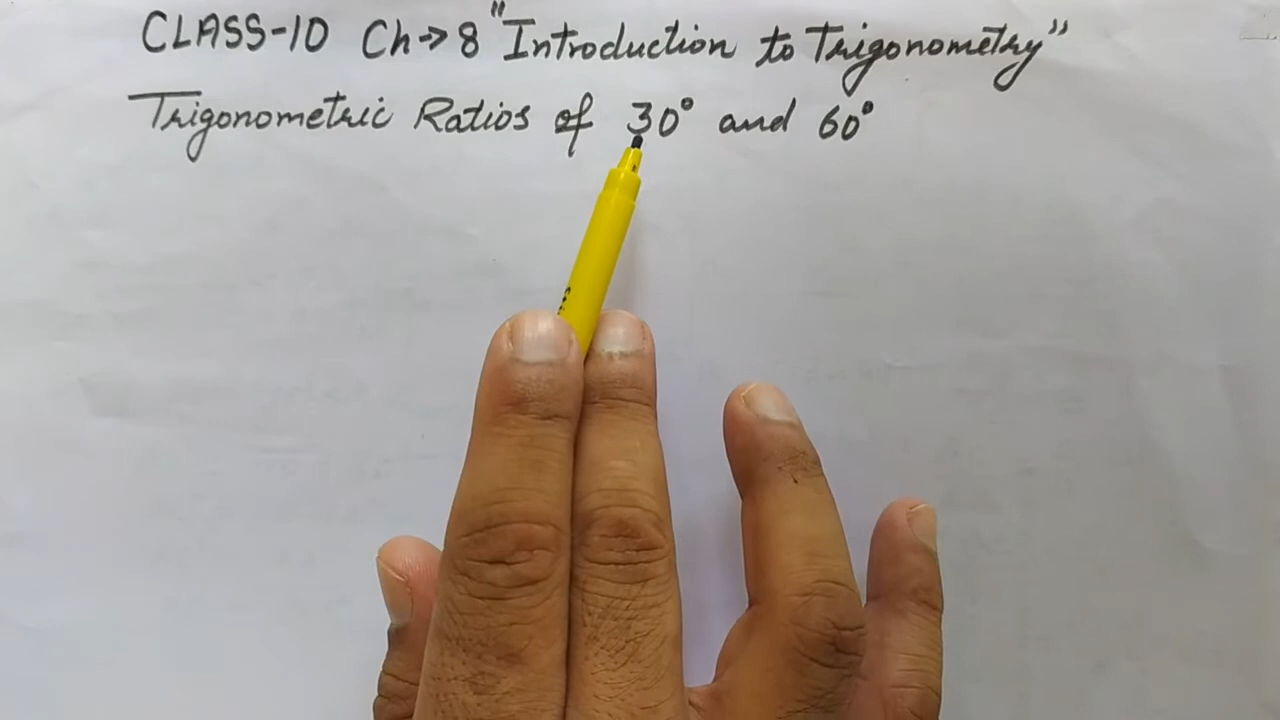 CLASS-10 Ch→8 "Introduction to Trigonometry"
Trigonometric Ratios of 30° and 60°